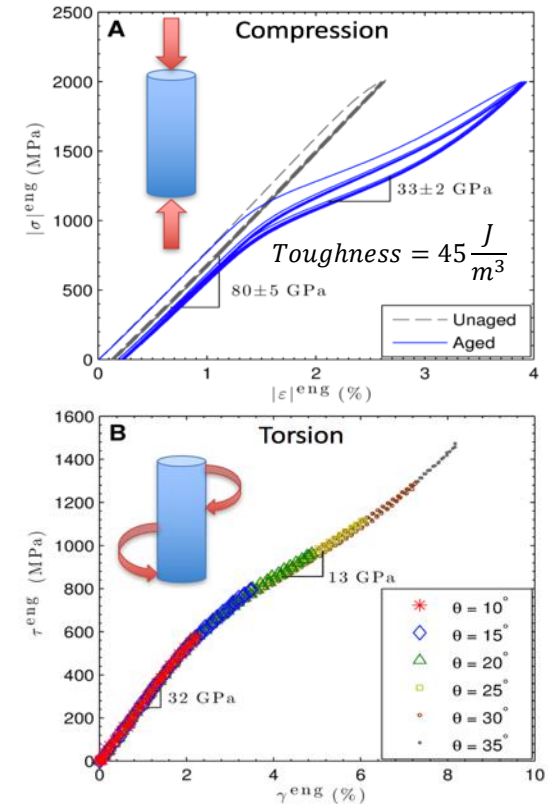 A
Compression
2500
2000
1500
1000
500
0
|σ|^eng (MPa)
33±2 GPa
Toughness = 45 J/m³
80±5 GPa
Unaged
Aged
0 1 2 3 4
|ε|^eng (%)
B
Torsion
1600
1400
1200
1000
800
600
400
200
0
τ^eng (MPa)
13 GPa
32 GPa
θ = 10°
θ = 15°
θ = 20°
θ = 25°
θ = 30°
θ = 35°
0 2 4 6 8 10
γ^eng (%)